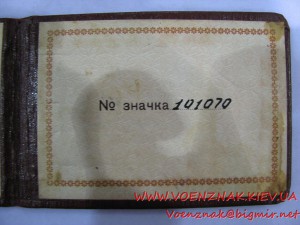 № значка 101070
WWW.VOENZNAK.KIEV.UA
Voenznak@bigmir.net